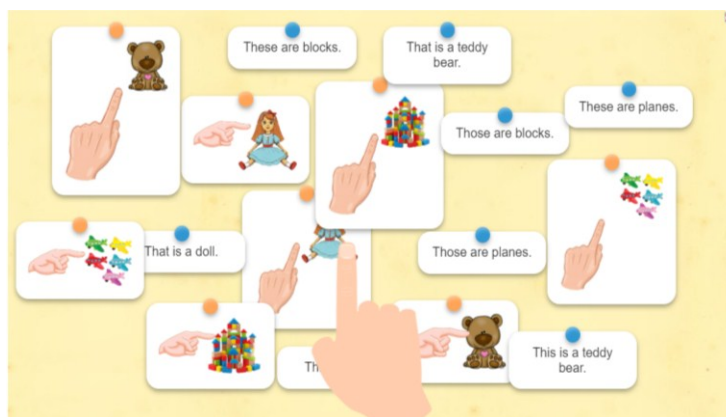 These are blocks.
That is a teddy
bear.
These are planes.
Those are blocks.
That is a doll.
Those are planes.
This is a teddy
bear.